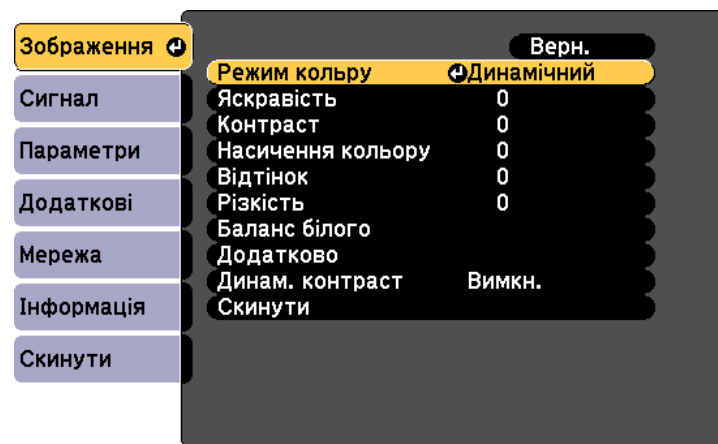 Зображення
Сигнал
Параметри
Додаткові
Мережа
Інформація
Скинути
Верн.
Режим кольру Динамічний
Яскравість 0
Контраст 0
Насичення кольору 0
Відтінок 0
Різкість 0
Баланс білого
Додатково
Динам. контраст Вимкн.
Скинути